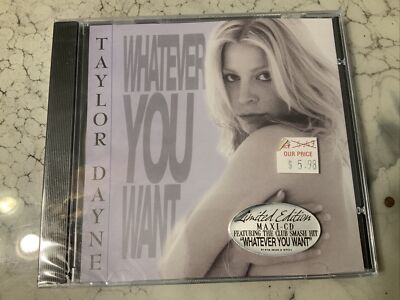 TAYLOR DAYNE
WHATEVER
YOU
WANT
OUR PRICE
$ 5.98
Limited Edition
MAXI-CD
FEATURING THE CLUB SMASH HIT
"WHATEVER YOU WANT"